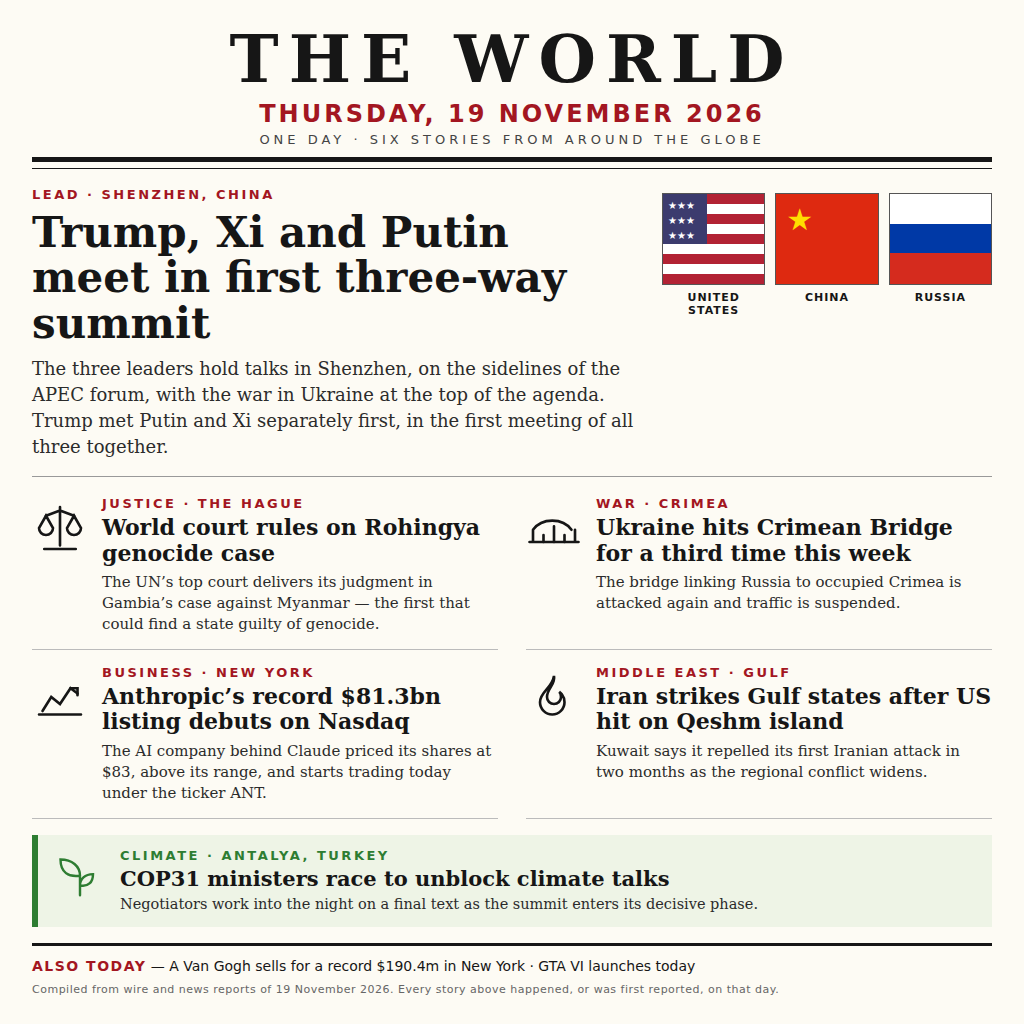 THE WORLD
THURSDAY, 19 NOVEMBER 2026
ONE DAY · SIX STORIES FROM AROUND THE GLOBE
LEAD · SHENZHEN, CHINA
Trump, Xi and Putin
meet in first three-way
summit
The three leaders hold talks in Shenzhen, on the sidelines of the
APEC forum, with the war in Ukraine at the top of the agenda.
Trump met Putin and Xi separately first, in the first meeting of all
three together.
UNITED
STATES
CHINA
RUSSIA
JUSTICE · THE HAGUE
World court rules on Rohingya
genocide case
The UN’s top court delivers its judgment in
Gambia’s case against Myanmar — the first that
could find a state guilty of genocide.
WAR · CRIMEA
Ukraine hits Crimean Bridge
for a third time this week
The bridge linking Russia to occupied Crimea is
attacked again and traffic is suspended.
BUSINESS · NEW YORK
Anthropic’s record $81.3bn
listing debuts on Nasdaq
The AI company behind Claude priced its shares at
$83, above its range, and starts trading today
under the ticker ANT.
MIDDLE EAST · GULF
Iran strikes Gulf states after US
hit on Qeshm island
Kuwait says it repelled its first Iranian attack in
two months as the regional conflict widens.
CLIMATE · ANTALYA, TURKEY
COP31 ministers race to unblock climate talks
Negotiators work into the night on a final text as the summit enters its decisive phase.
ALSO TODAY — A Van Gogh sells for a record $190.4m in New York · GTA VI launches today
Compiled from wire and news reports of 19 November 2026. Every story above happened, or was first reported, on that day.